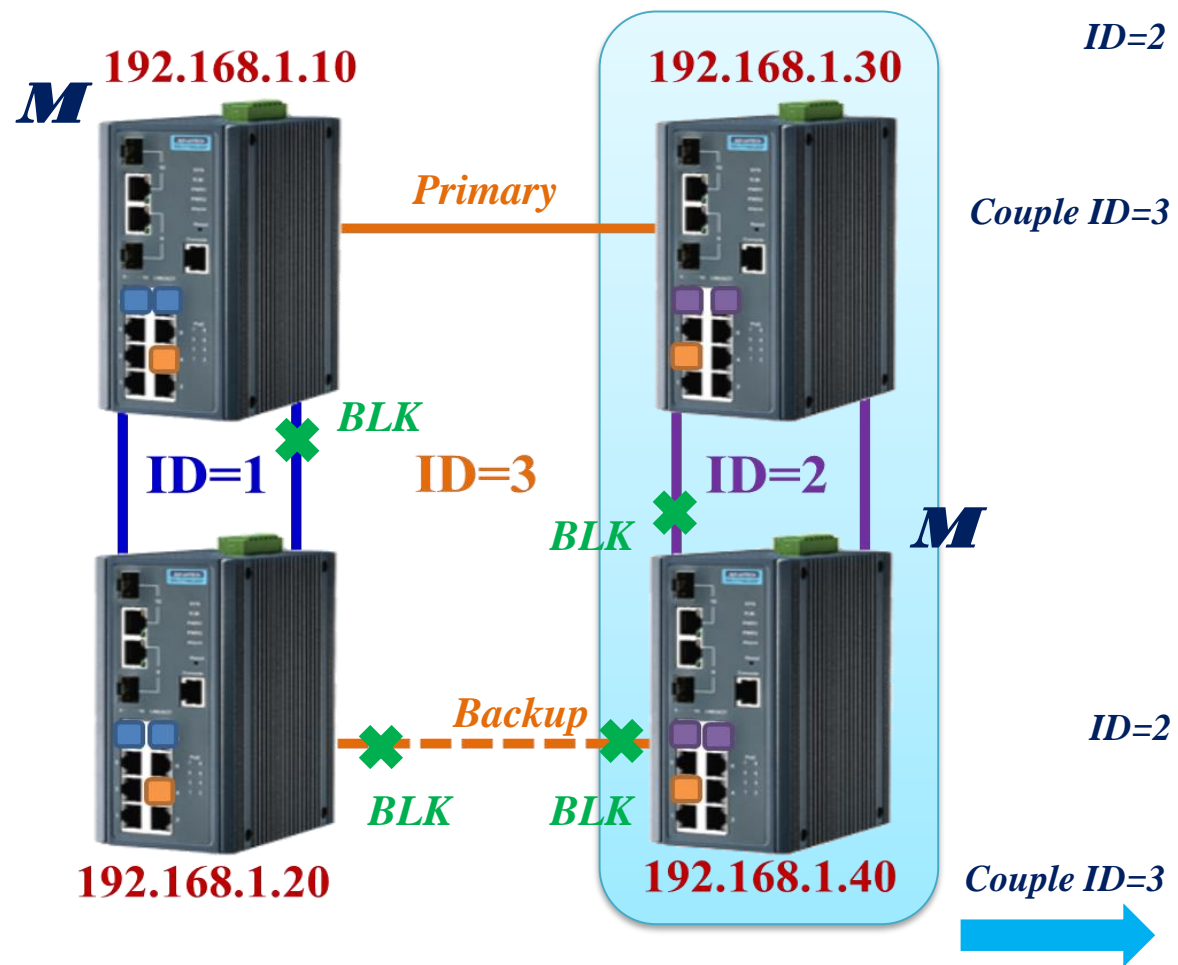 ID=2
192.168.1.10
192.168.1.30
M
Primary
Couple ID=3
BLK
ID=1
ID=3
ID=2
BLK
M
Backup
ID=2
BLK
BLK
192.168.1.20
192.168.1.40
Couple ID=3